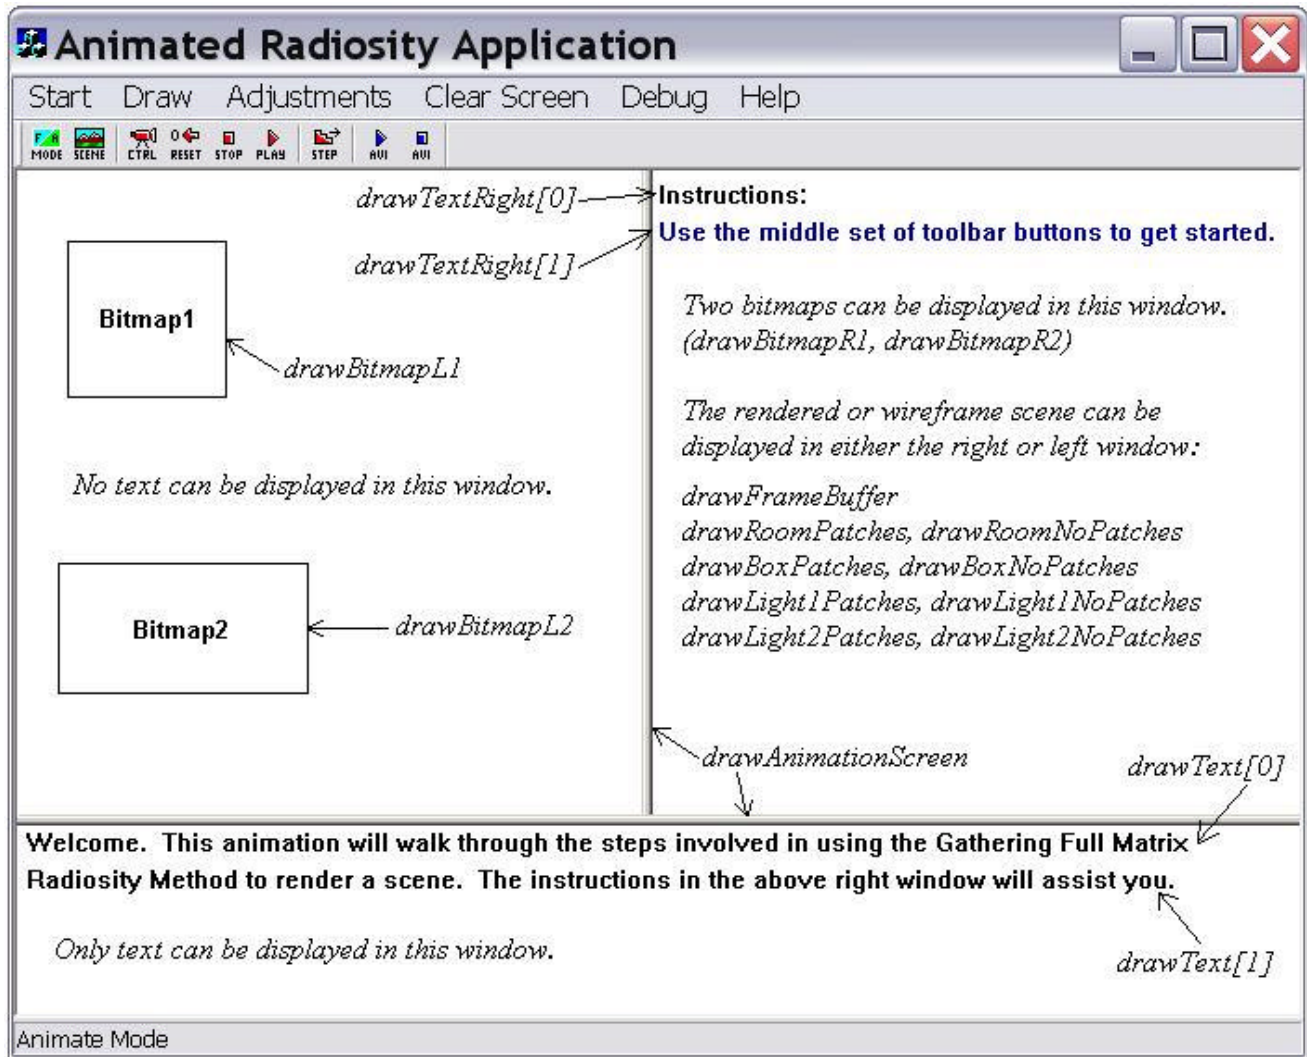 Animated Radiosity Application
Start Draw Adjustments Clear Screen Debug Help
F/A MODE SCENE CTRL 0 RESET STOP PLAY STEP AVI AVI
drawTextRight[0]
drawTextRight[1]
Bitmap1
drawBitmapL1
No text can be displayed in this window.
Bitmap2
drawBitmapL2
Instructions:
Use the middle set of toolbar buttons to get started.
Two bitmaps can be displayed in this window.
(drawBitmapR1, drawBitmapR2)
The rendered or wireframe scene can be
displayed in either the right or left window:
drawFrameBuffer
drawRoomPatches, drawRoomNoPatches
drawBoxPatches, drawBoxNoPatches
drawLight1Patches, drawLight1NoPatches
drawLight2Patches, drawLight2NoPatches
drawAnimationScreen
drawText[0]
Welcome. This animation will walk through the steps involved in using the Gathering Full Matrix
Radiosity Method to render a scene. The instructions in the above right window will assist you.
Only text can be displayed in this window.
drawText[1]
Animate Mode